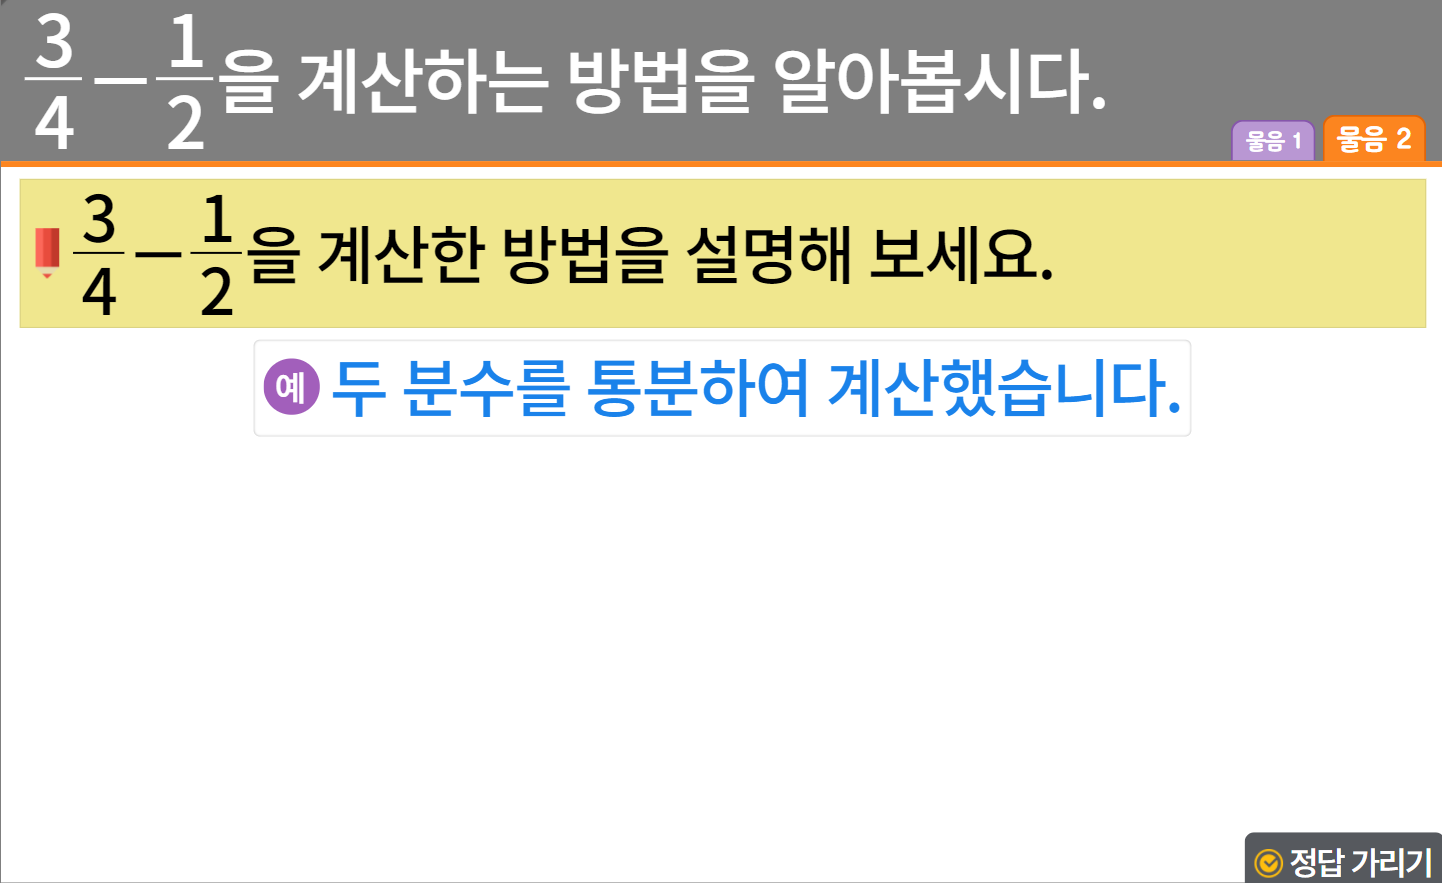 3/4 − 1/2을 계산하는 방법을 알아봅시다.
물음 1
물음 2
3/4 − 1/2을 계산한 방법을 설명해 보세요.
예 두 분수를 통분하여 계산했습니다.
정답 가리기